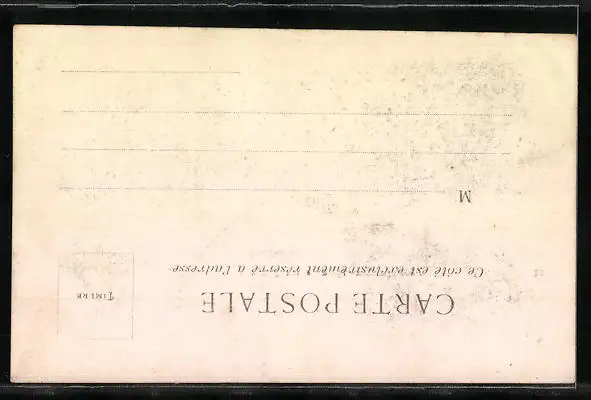 CARTE POSTALE
Ce côté est exclusivement réservé à l'adresse
TIMBRE
M